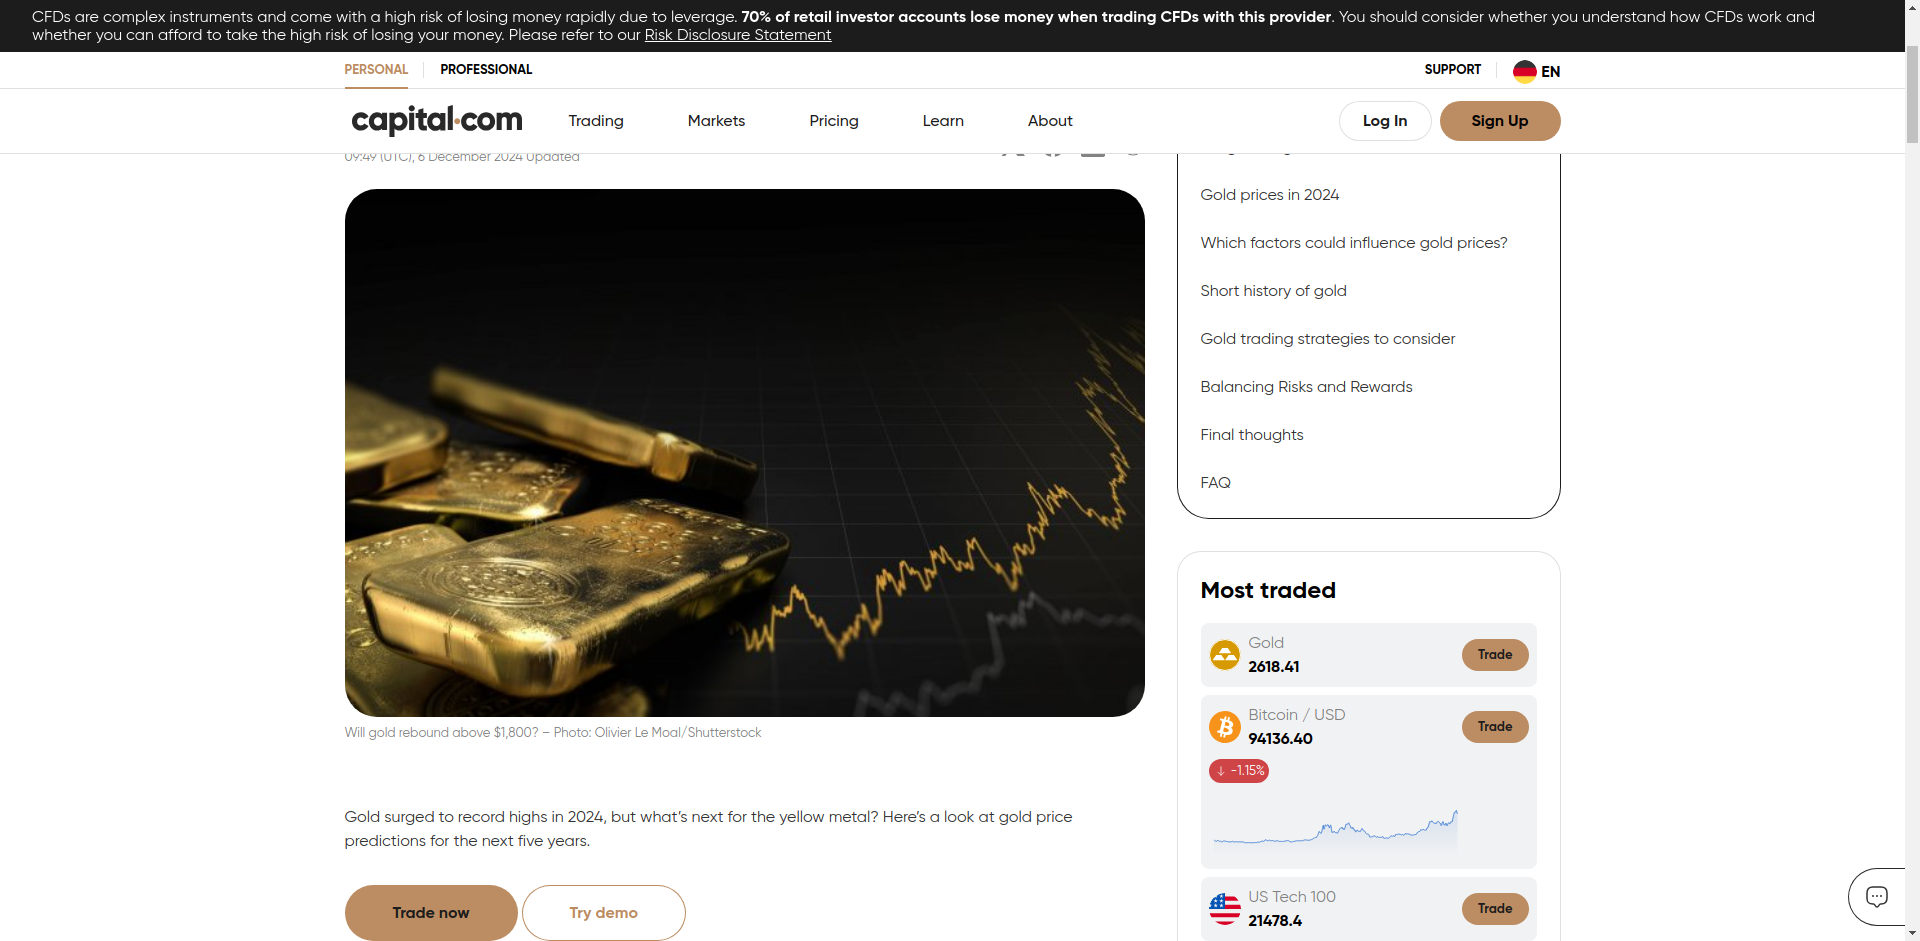 CFDs are complex instruments and come with a high risk of losing money rapidly due to leverage. 70% of retail investor accounts lose money when trading CFDs with this provider. You should consider whether you understand how CFDs work and
whether you can afford to take the high risk of losing your money. Please refer to our Risk Disclosure Statement
PERSONAL
PROFESSIONAL
SUPPORT
EN
capital.com
Trading
Markets
Pricing
Learn
About
Log In
Sign Up
09:49 (UTC), 6 December 2024 Updated
Gold prices in 2024
Which factors could influence gold prices?
Short history of gold
Gold trading strategies to consider
Balancing Risks and Rewards
Final thoughts
FAQ
Will gold rebound above $1,800? – Photo: Olivier Le Moal/Shutterstock
Gold surged to record highs in 2024, but what’s next for the yellow metal? Here’s a look at gold price
predictions for the next five years.
Trade now
Try demo
Most traded
Gold
2618.41
Trade
Bitcoin / USD
94136.40
Trade
↓ -1.15%
US Tech 100
21478.4
Trade